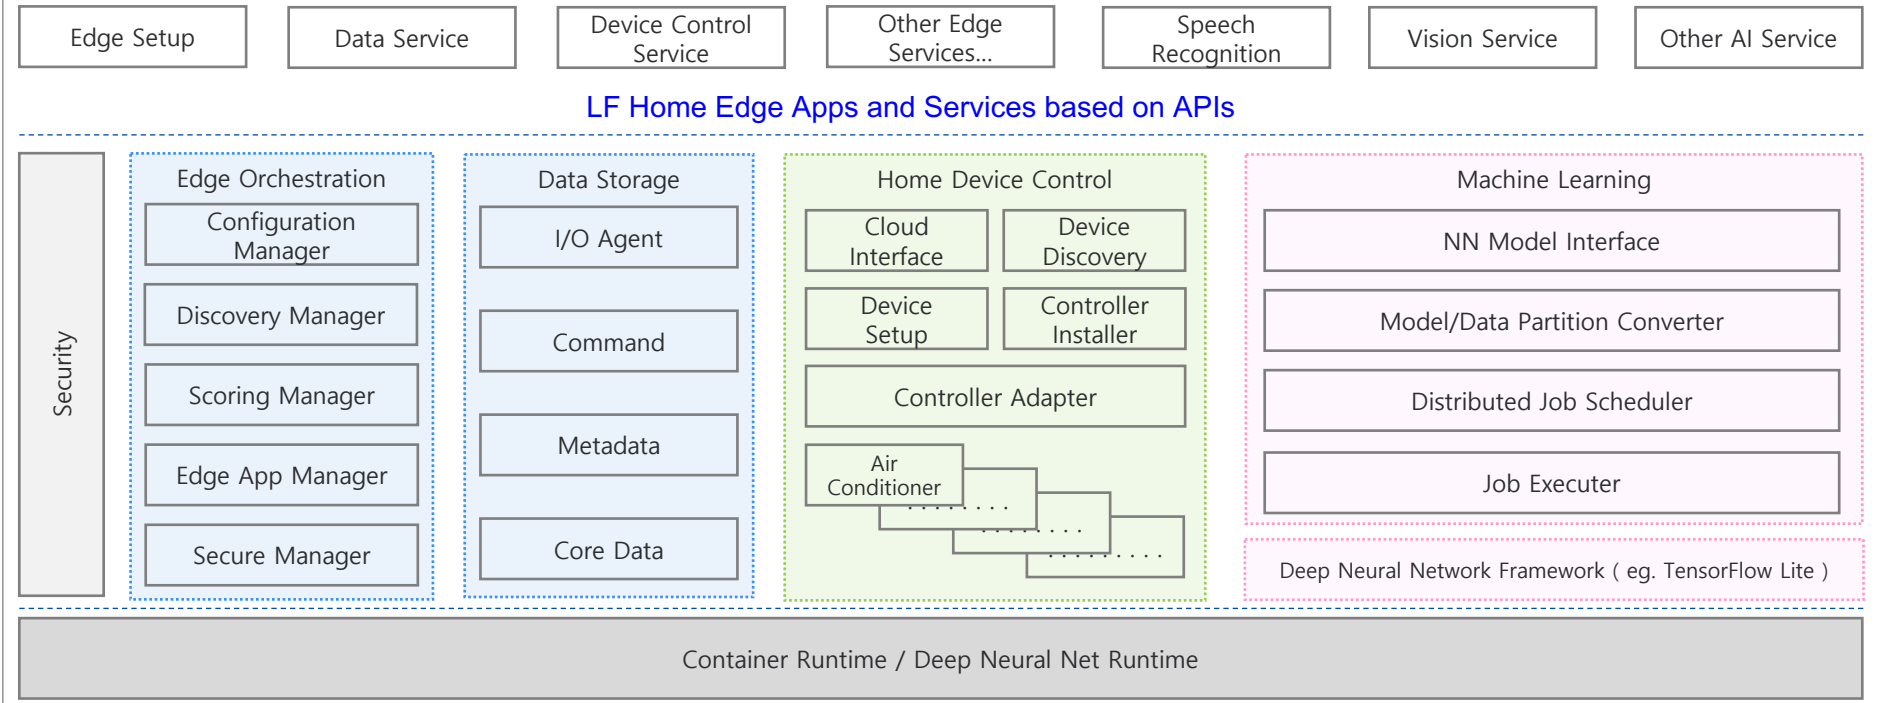 Edge Setup
Data Service
Device Control
Service
Other Edge
Services...
Speech
Recognition
Vision Service
Other AI Service
LF Home Edge Apps and Services based on APIs
Security
Edge Orchestration
Configuration
Manager
Discovery Manager
Scoring Manager
Edge App Manager
Secure Manager
Data Storage
I/O Agent
Command
Metadata
Core Data
Home Device Control
Cloud
Interface
Device
Discovery
Device
Setup
Controller
Installer
Controller Adapter
Air
Conditioner
. . . . . . . .
. . . . . . . .
. . . . . . . . .
Machine Learning
NN Model Interface
Model/Data Partition Converter
Distributed Job Scheduler
Job Executer
Deep Neural Network Framework ( eg. TensorFlow Lite )
Container Runtime / Deep Neural Net Runtime